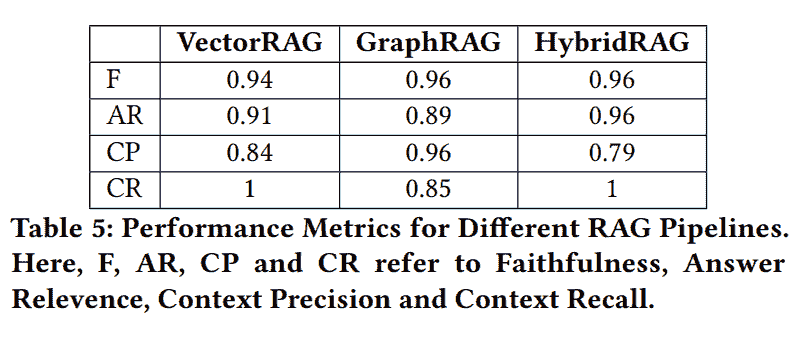 VectorRAG GraphRAG HybridRAG
F 0.94 0.96 0.96
AR 0.91 0.89 0.96
CP 0.84 0.96 0.79
CR 1 0.85 1
Table 5: Performance Metrics for Different RAG Pipelines.
Here, F, AR, CP and CR refer to Faithfulness, Answer
Relevence, Context Precision and Context Recall.